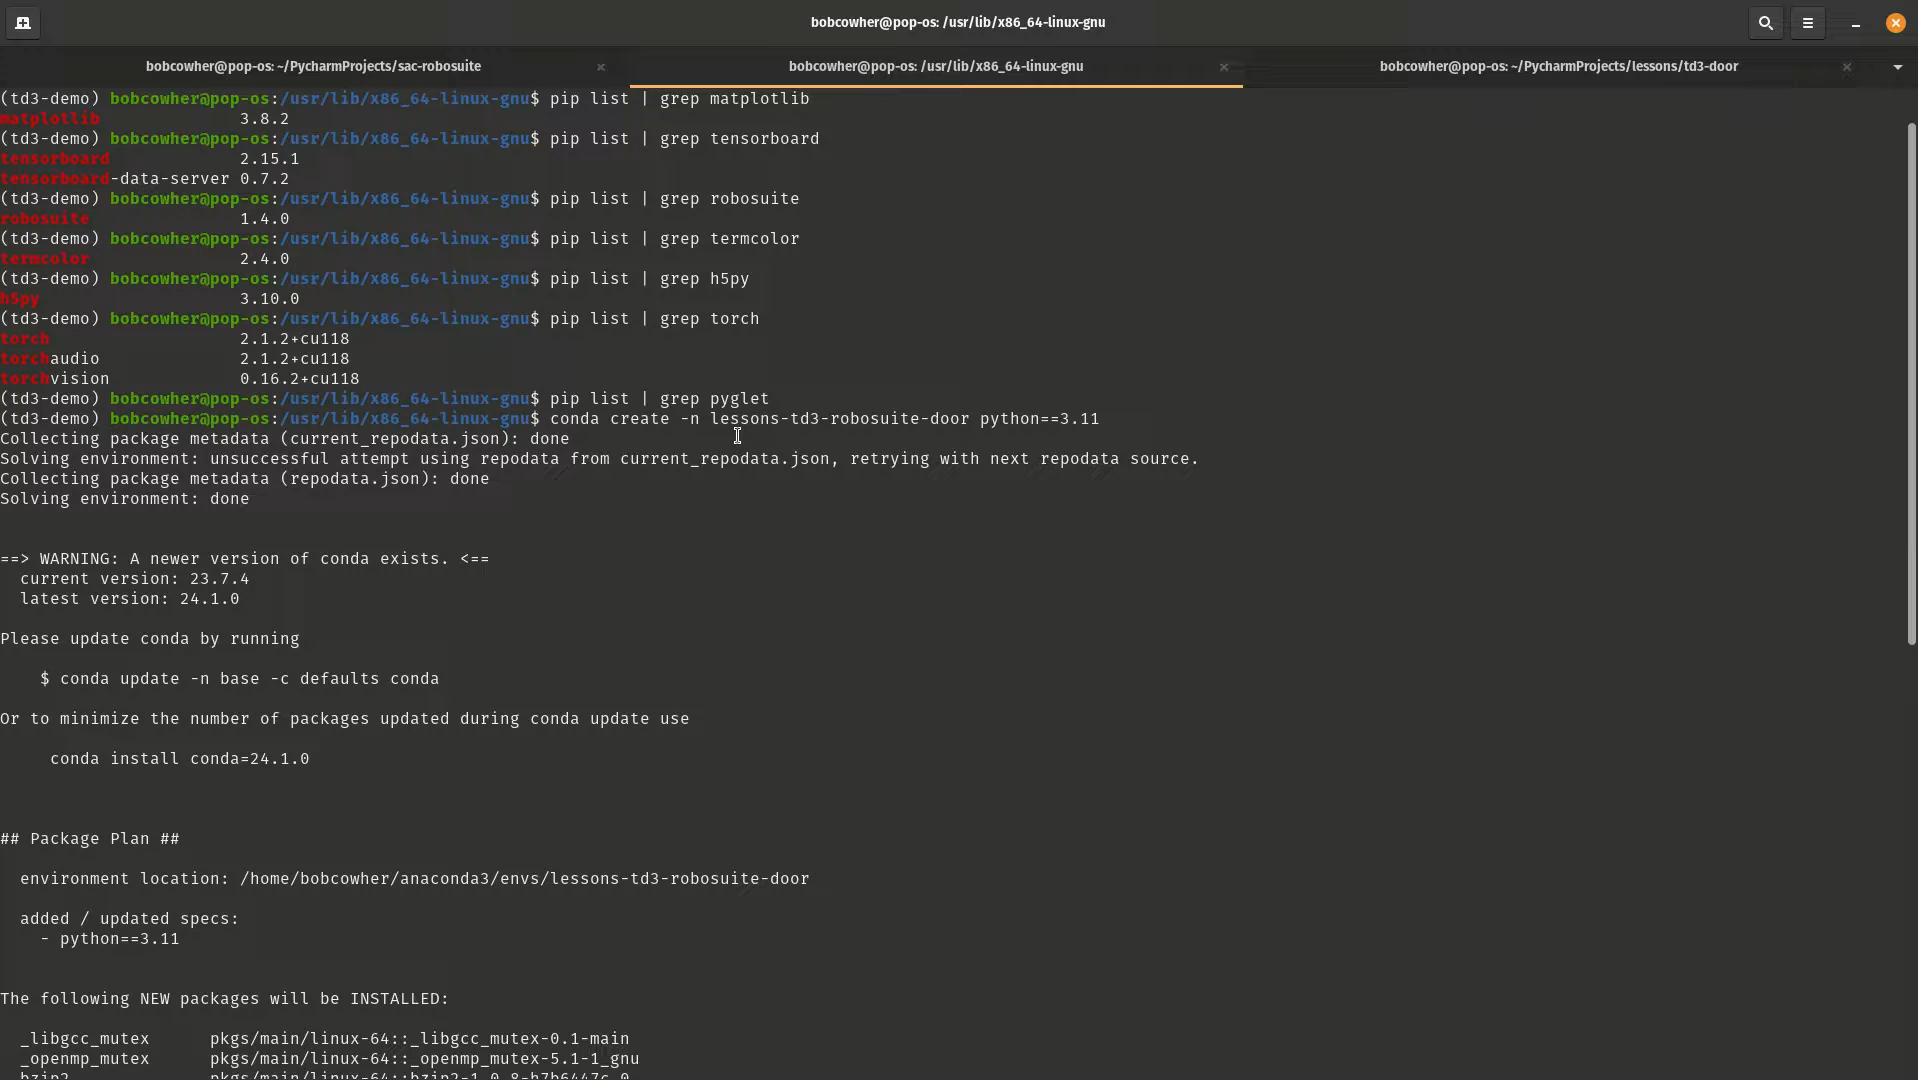 bobcowher@pop-os: /usr/lib/x86_64-linux-gnu
bobcowher@pop-os: ~/PycharmProjects/sac-robosuite
bobcowher@pop-os: /usr/lib/x86_64-linux-gnu
bobcowher@pop-os: ~/PycharmProjects/lessons/td3-door
(td3-demo) bobcowher@pop-os:/usr/lib/x86_64-linux-gnu$ pip list | grep matplotlib
matplotlib 3.8.2
(td3-demo) bobcowher@pop-os:/usr/lib/x86_64-linux-gnu$ pip list | grep tensorboard
tensorboard 2.15.1
tensorboard-data-server 0.7.2
(td3-demo) bobcowher@pop-os:/usr/lib/x86_64-linux-gnu$ pip list | grep robosuite
robosuite 1.4.0
(td3-demo) bobcowher@pop-os:/usr/lib/x86_64-linux-gnu$ pip list | grep termcolor
termcolor 2.4.0
(td3-demo) bobcowher@pop-os:/usr/lib/x86_64-linux-gnu$ pip list | grep h5py
h5py 3.10.0
(td3-demo) bobcowher@pop-os:/usr/lib/x86_64-linux-gnu$ pip list | grep torch
torch 2.1.2+cu118
torchaudio 2.1.2+cu118
torchvision 0.16.2+cu118
(td3-demo) bobcowher@pop-os:/usr/lib/x86_64-linux-gnu$ pip list | grep pyglet
(td3-demo) bobcowher@pop-os:/usr/lib/x86_64-linux-gnu$ conda create -n lessons-td3-robosuite-door python==3.11
Collecting package metadata (current_repodata.json): done
Solving environment: unsuccessful attempt using repodata from current_repodata.json, retrying with next repodata source.
Collecting package metadata (repodata.json): done
Solving environment: done
==> WARNING: A newer version of conda exists. <==
current version: 23.7.4
latest version: 24.1.0
Please update conda by running
$ conda update -n base -c defaults conda
Or to minimize the number of packages updated during conda update use
conda install conda=24.1.0
## Package Plan ##
environment location: /home/bobcowher/anaconda3/envs/lessons-td3-robosuite-door
added / updated specs:
- python==3.11
The following NEW packages will be INSTALLED:
_libgcc_mutex pkgs/main/linux-64::_libgcc_mutex-0.1-main
_openmp_mutex pkgs/main/linux-64::_openmp_mutex-5.1-1_gnu
bzip2 pkgs/main/linux-64::bzip2-1.0.8-h7b6447c_0